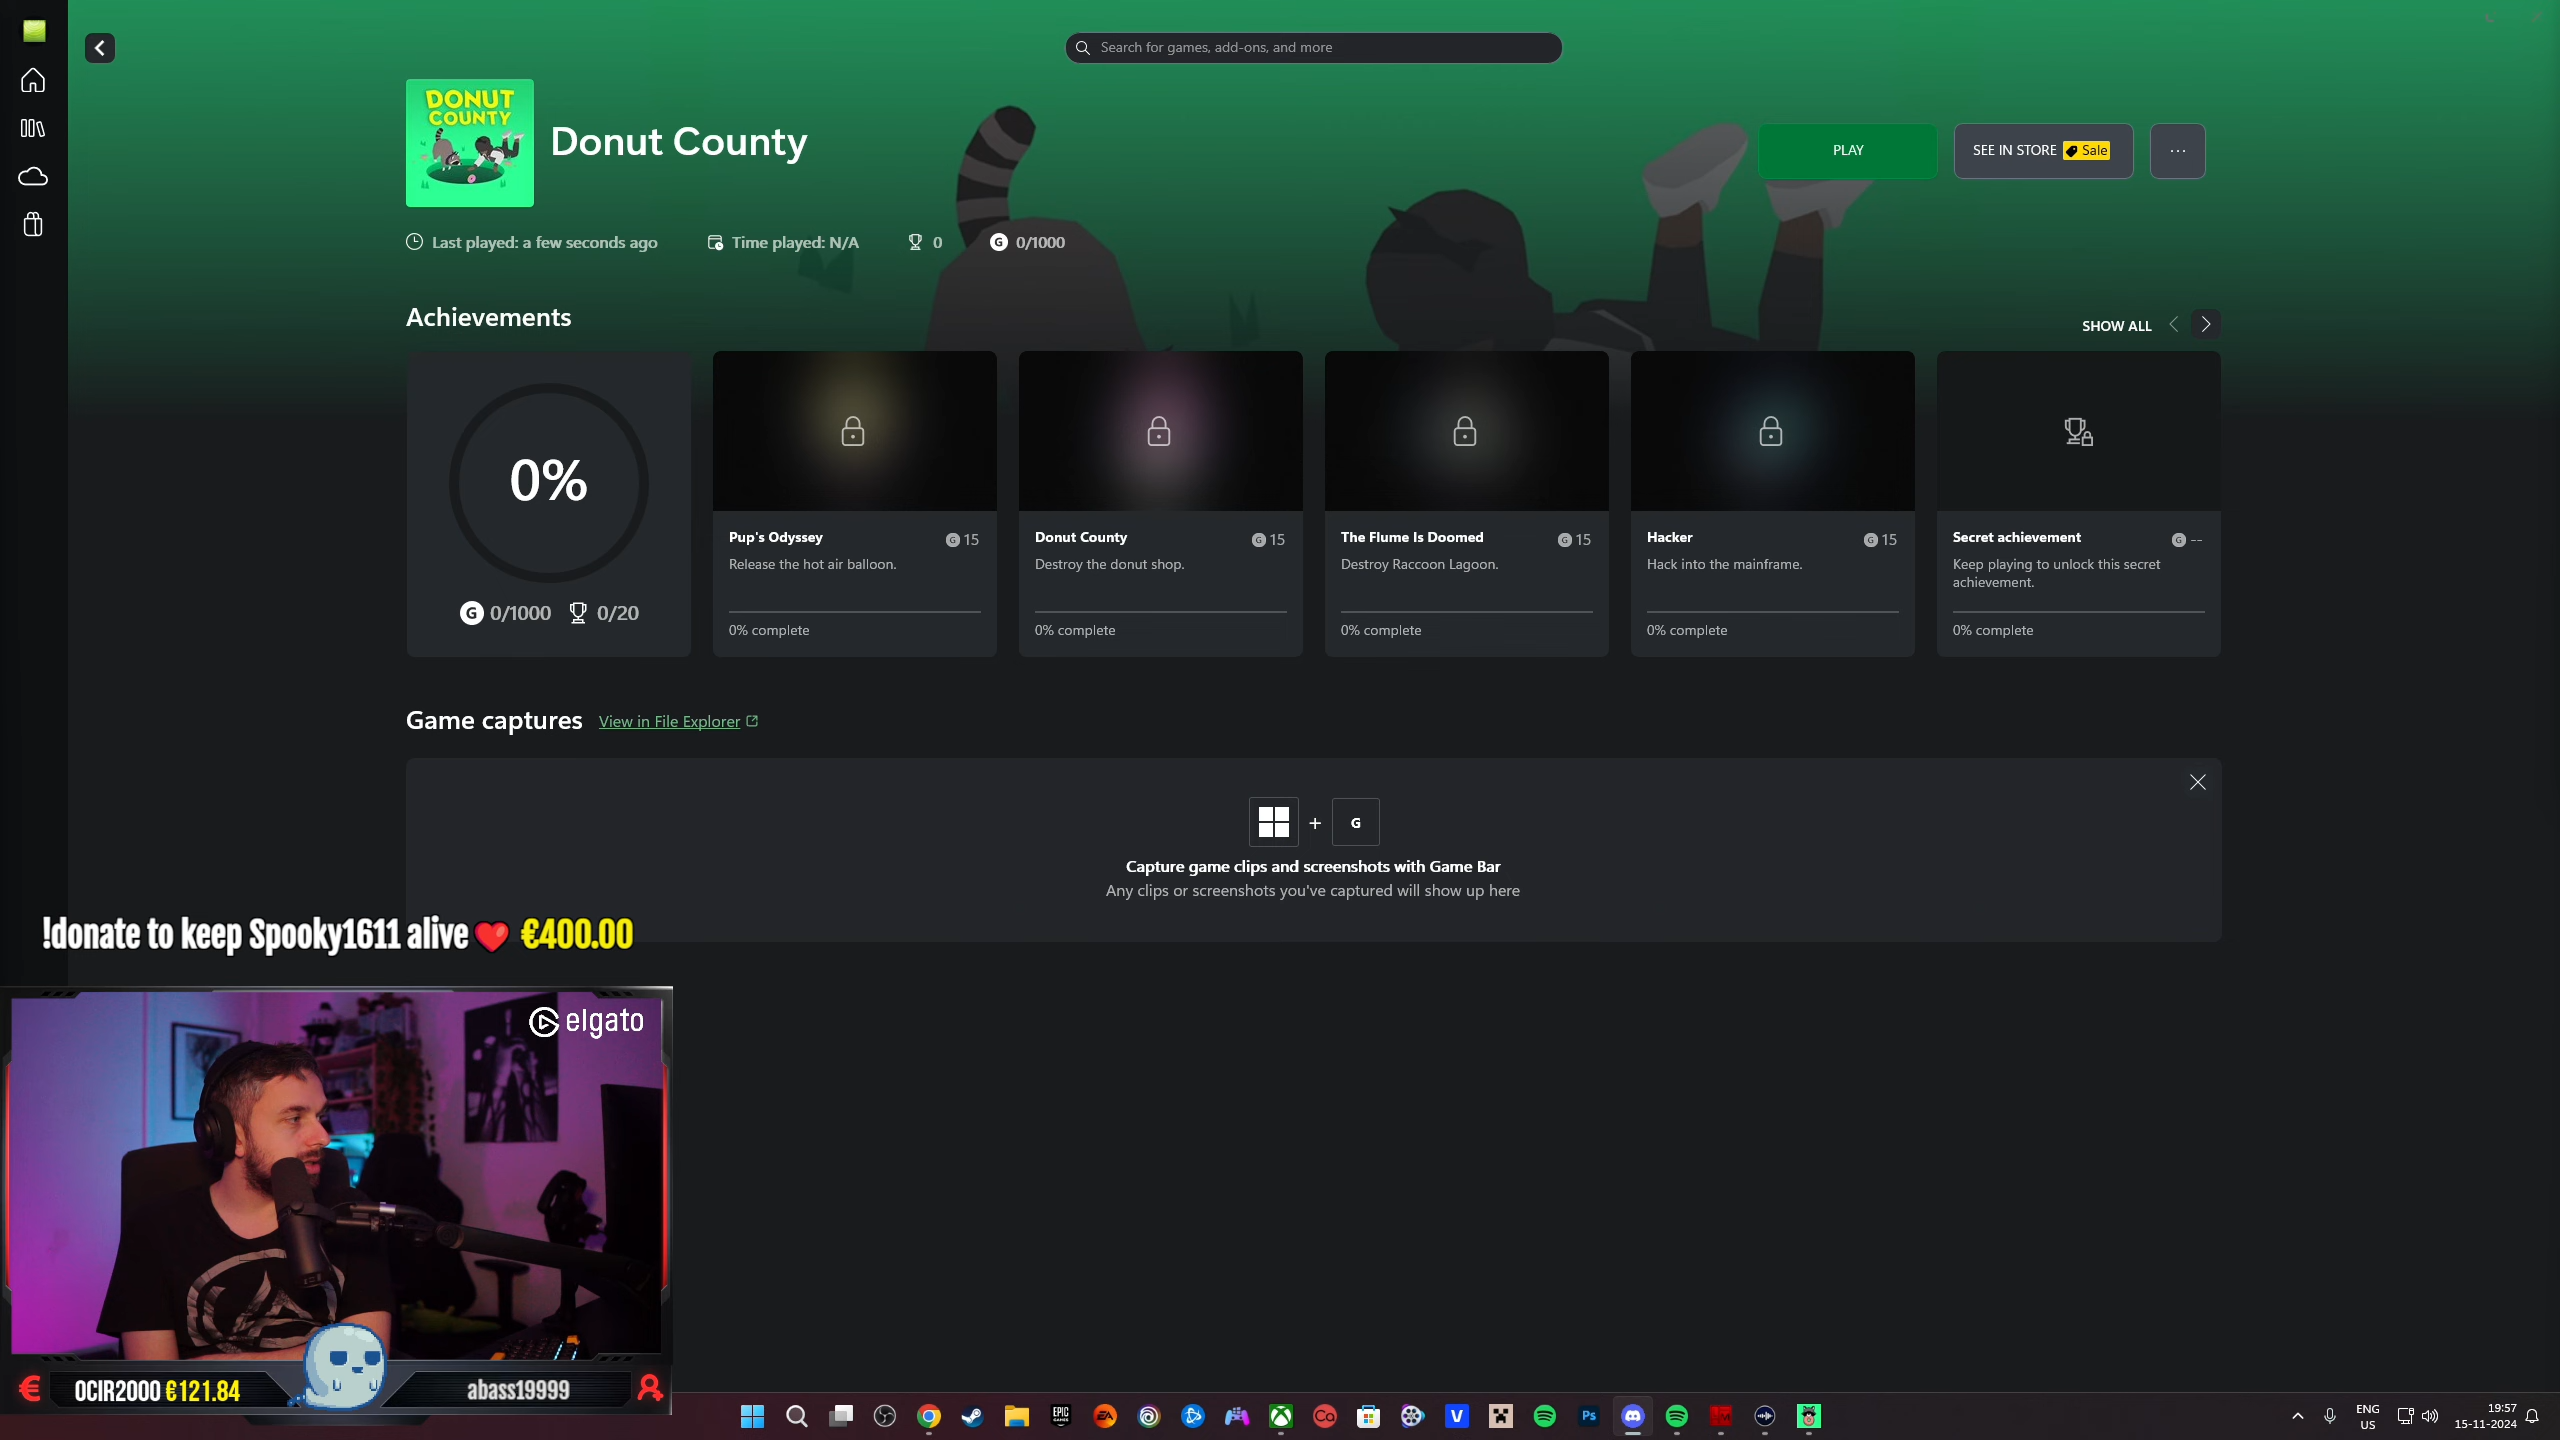 Search for games, add-ons, and more
DONUT
COUNTY
Donut County
PLAY
SEE IN STORE Sale
...
Last played: a few seconds ago
Time played: N/A
0
G 0/1000
Achievements
SHOW ALL
0%
G 0/1000 0/20
Pup's Odyssey G 15
Release the hot air balloon.
0% complete
Donut County G 15
Destroy the donut shop.
0% complete
The Flume Is Doomed G 15
Destroy Raccoon Lagoon.
0% complete
Hacker G 15
Hack into the mainframe.
0% complete
Secret achievement G --
Keep playing to unlock this secret
achievement.
0% complete
Game captures View in File Explorer
+ G
Capture game clips and screenshots with Game Bar
Any clips or screenshots you've captured will show up here
!donate to keep Spooky1611 alive ❤ €400.00
elgato
€ OCIR2000 €121.84
abass19999
EPIC
GAMES
EA
V
Ps
ENG
US
19:57
15-11-2024